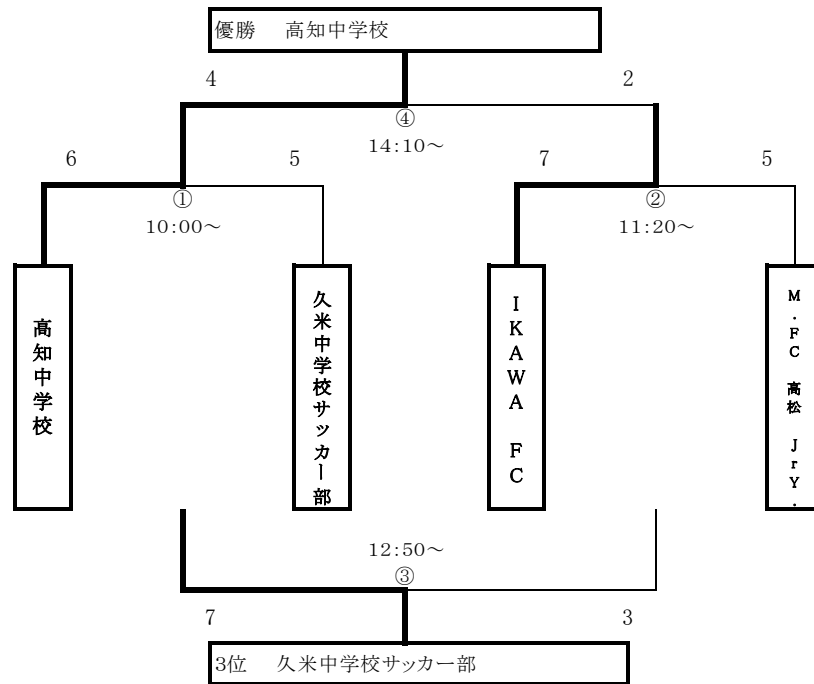 優勝　高知中学校
4
2
④
14:10～
6
5
7
5
①
②
10:00～
11:20～
高知中学校
久米中学校サッカー部
IKAWA FC
M.FC 高松 JrY.
12:50～
③
7
3
3位　久米中学校サッカー部